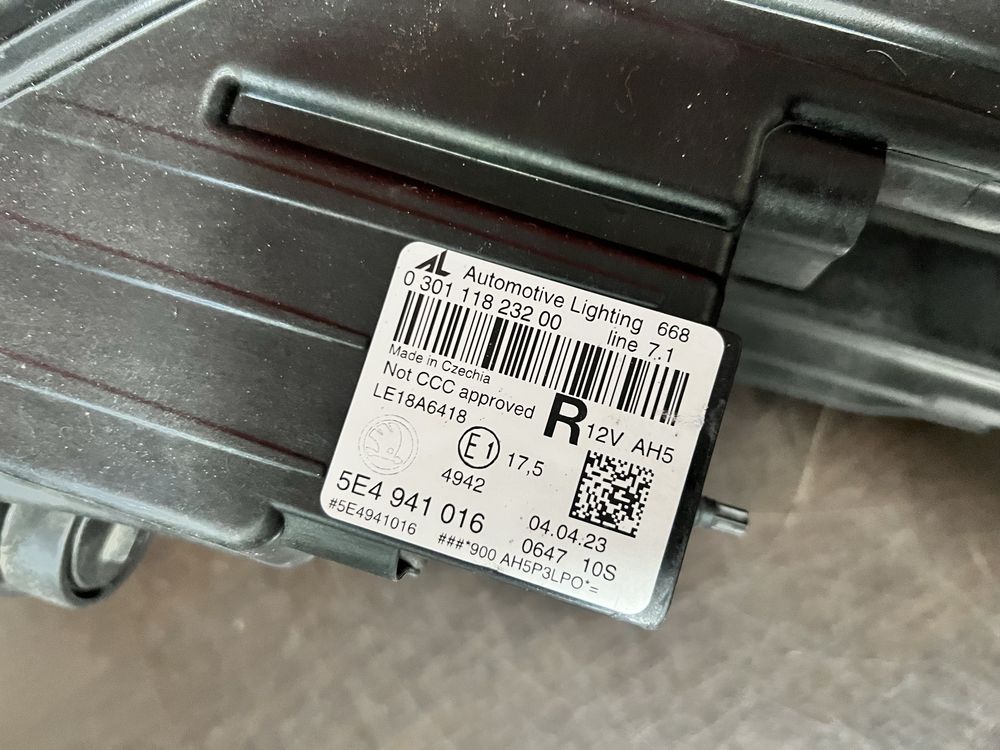 AL Automotive Lighting 668
0 301 118 232 00 line 7.1
Made in Czechia
Not CCC approved
LE18A6418
R 12V AH5
E1 17,5
4942
5E4 941 016
#5E4941016
04.04.23
0647 10S
###*900 AH5P3LPO*=